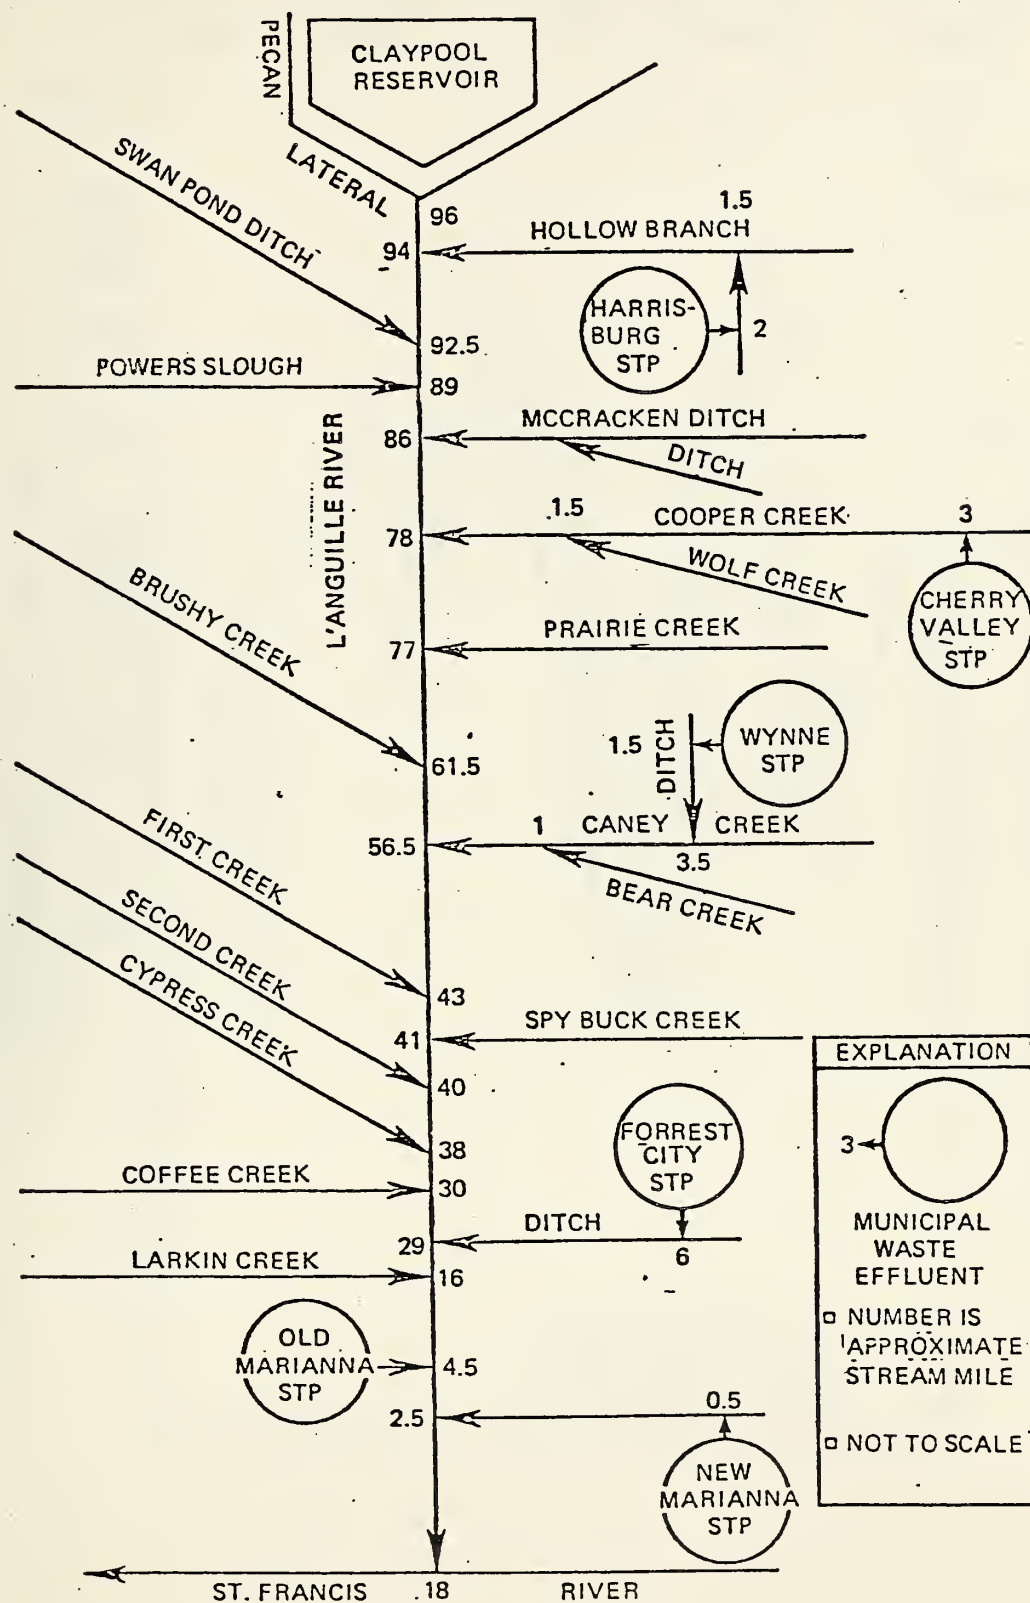 PECAN
CLAYPOOL
RESERVOIR
LATERAL
SWAN POND DITCH
96
1.5
HOLLOW BRANCH
94
HARRIS-
BURG
STP
2
92.5
POWERS SLOUGH
89
MCCRACKEN DITCH
86
DITCH
L'ANGUILLE RIVER
1.5
COOPER CREEK
3
78
WOLF CREEK
CHERRY
VALLEY
STP
BRUSHY CREEK
PRAIRIE CREEK
77
1.5
DITCH
WYNNE
STP
61.5
FIRST CREEK
56.5
1
CANEY CREEK
3.5
BEAR CREEK
SECOND CREEK
CYPRESS CREEK
43
SPY BUCK CREEK
41
40
38
FORREST
CITY
STP
COFFEE CREEK
30
DITCH
29
6
LARKIN CREEK
16
OLD
MARIANNA
STP
4.5
2.5
0.5
NEW
MARIANNA
STP
EXPLANATION
3
MUNICIPAL
WASTE
EFFLUENT
NUMBER IS
APPROXIMATE
STREAM MILE
NOT TO SCALE
ST. FRANCIS .18 RIVER